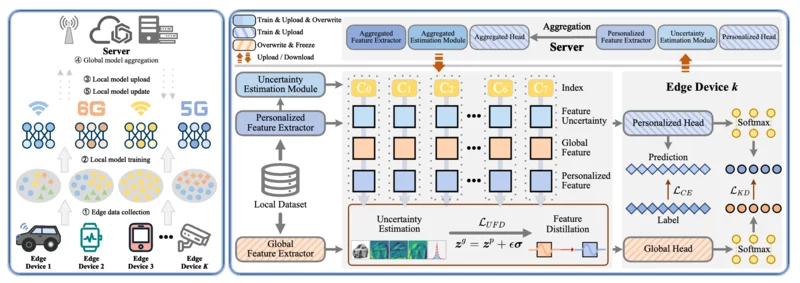 Server
④ Global model aggregation
③ Local model upload
⑤ Local model update
6G
5G
② Local model training
① Edge data collection
Edge
Device 1
Edge
Device 2
Edge
Device 3
Edge
Device K
Train & Upload & Overwrite
Train & Upload
Overwrite & Freeze
Upload / Download
Aggregated
Feature Extractor
Aggregated
Estimation Module
Aggregated Head
Aggregation
Server
Personalized
Feature Extractor
Uncertainty
Estimation Module
Personalized Head
Uncertainty
Estimation Module
Personalized
Feature Extractor
Local Dataset
Global
Feature Extractor
C0
C1
C2
C6
C7
Index
Feature
Uncertainty
Global
Feature
Personalized
Feature
Uncertainty
Estimation
L_UFD
z^g = z^p + εσ
Feature
Distillation
Edge Device k
Personalized Head
Softmax
Prediction
L_CE
L_KD
Label
Global Head
Softmax